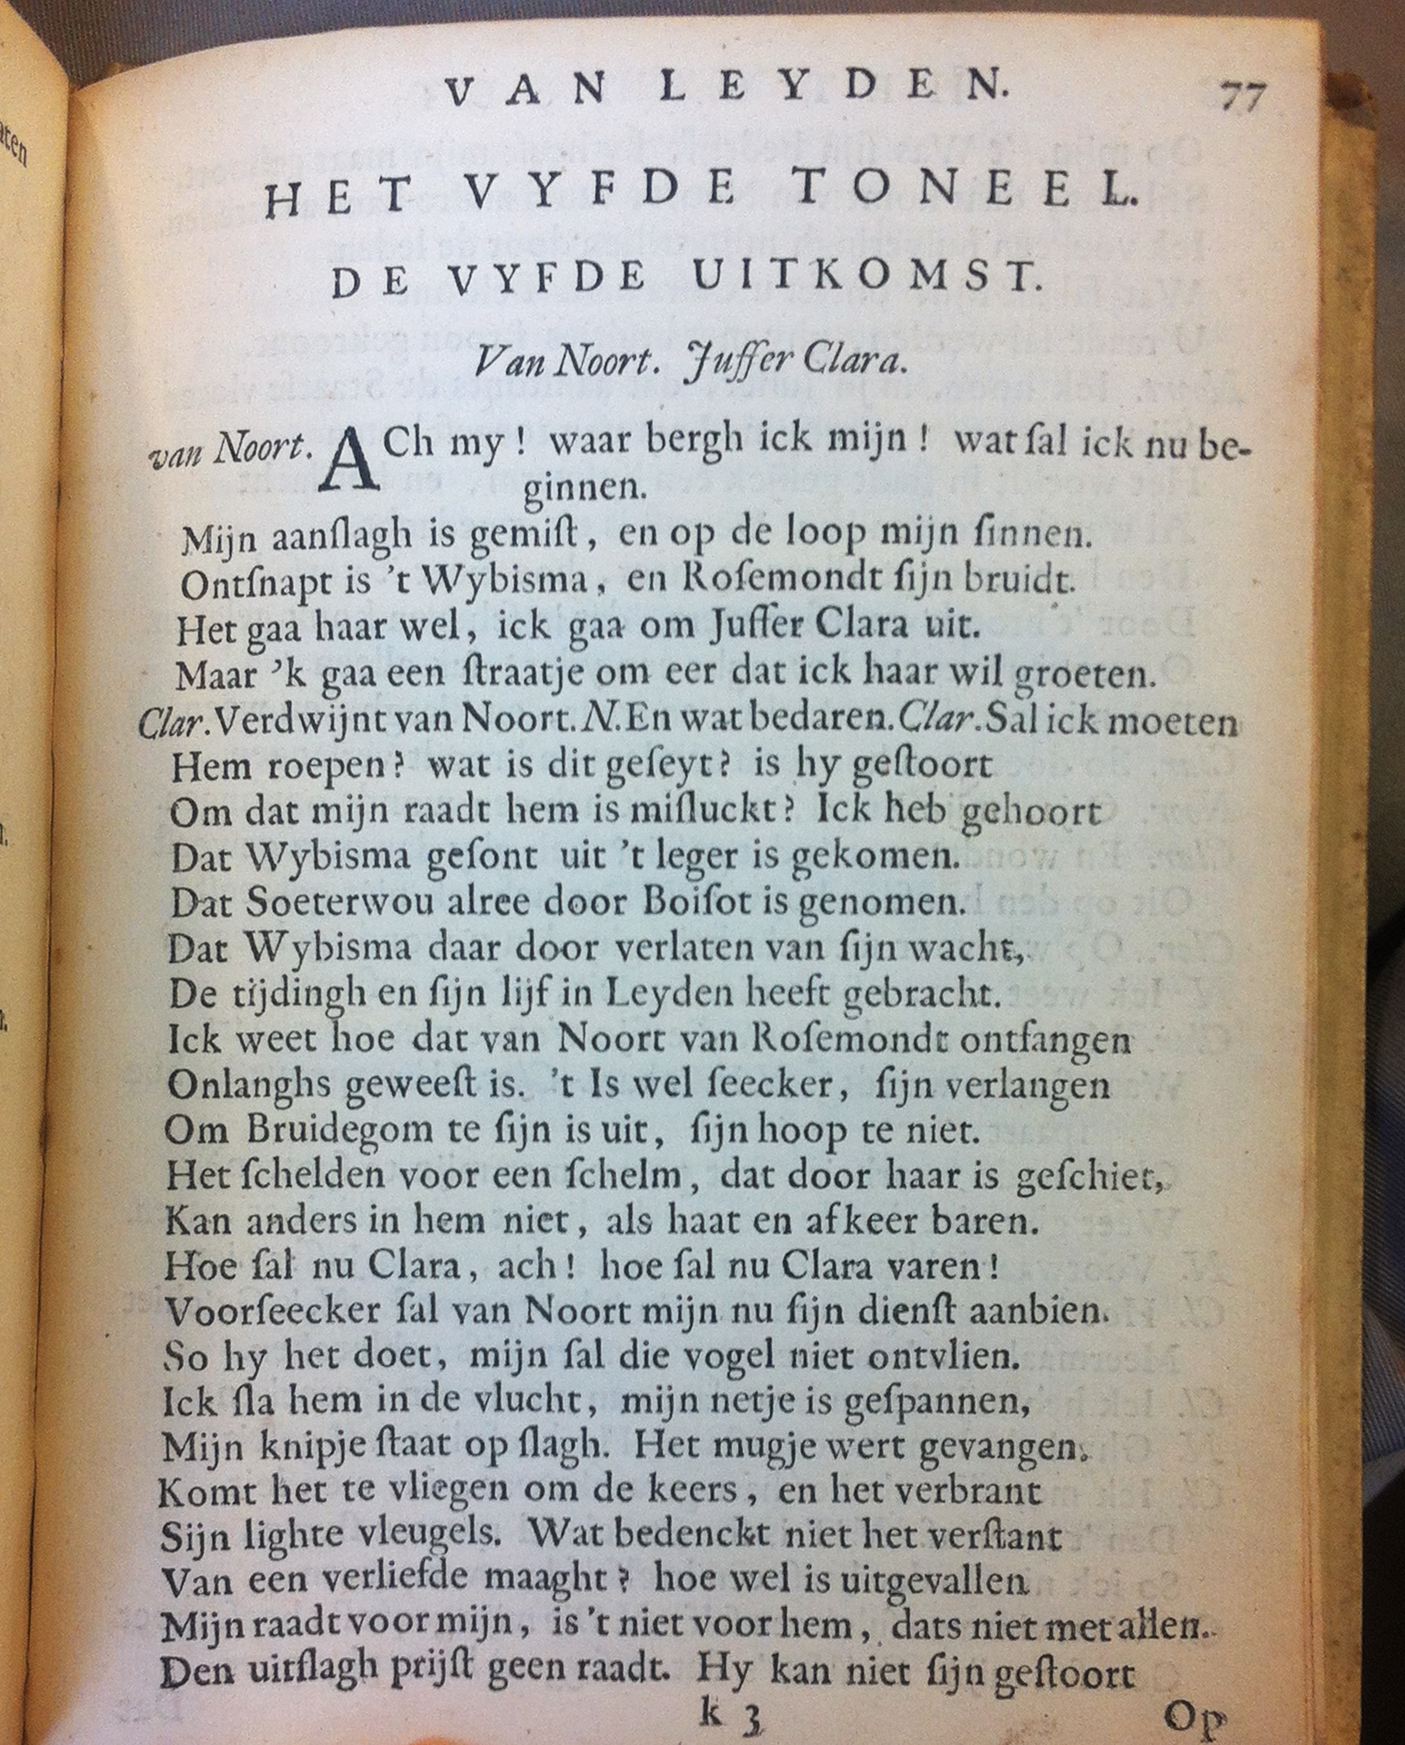 VAN LEYDEN. 77
HET VYFDE TONEEL.
DE VYFDE UITKOMST.
Van Noort. Juſſer Clara.
van Noort. ACh my! waar bergh ick mijn! wat ſal ick nu be-
ginnen.
Mijn aanſlagh is gemiſt, en op de loop mijn ſinnen.
Ontſnapt is 't Wybisma, en Roſemondt ſijn bruidt.
Het gaa haar wel, ick gaa om Juſſer Clara uit.
Maar 'k gaa een ſtraatje om eer dat ick haar wil groeten.
Clar. Verdwijnt van Noort. N. En wat bedaren. Clar. Sal ick moeten
Hem roepen? wat is dit geſeyt? is hy geſtoort
Om dat mijn raadt hem is miſluckt? Ick heb gehoort
Dat Wybisma geſont uit 't leger is gekomen.
Dat Soeterwou alree door Boiſot is genomen.
Dat Wybisma daar door verlaten van ſijn wacht,
De tijdingh en ſijn lijf in Leyden heeft gebracht.
Ick weet hoe dat van Noort van Roſemondt ontfangen
Onlanghs geweeſt is. 't Is wel ſeecker, ſijn verlangen
Om Bruidegom te ſijn is uit, ſijn hoop te niet.
Het ſchelden voor een ſchelm, dat door haar is geſchiet,
Kan anders in hem niet, als haat en afkeer baren.
Hoe ſal nu Clara, ach! hoe ſal nu Clara varen!
Voorſeecker ſal van Noort mijn nu ſijn dienſt aanbien.
So hy het doet, mijn ſal die vogel niet ontvlien.
Ick ſla hem in de vlucht, mijn netje is geſpannen,
Mijn knipje ſtaat op ſlagh. Het mugje wert gevangen.
Komt het te vliegen om de keers, en het verbrant
Sijn lighte vleugels. Wat bedenckt niet het verſtant
Van een verliefde maaght? hoe wel is uitgevallen
Mijn raadt voor mijn, is 't niet voor hem, dats niet met allen.
Den uitſlagh prijſt geen raadt. Hy kan niet ſijn geſtoort
k 3 Op